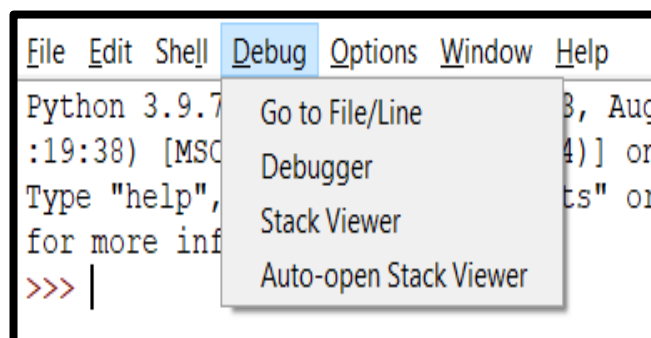 File Edit Shell Debug Options Window Help
Python 3.9.7
Go to File/Line
3, Aug
:19:38) [MSC
Debugger
4)] on
Type "help",
Stack Viewer
ts" or
for more inf
Auto-open Stack Viewer
>>>